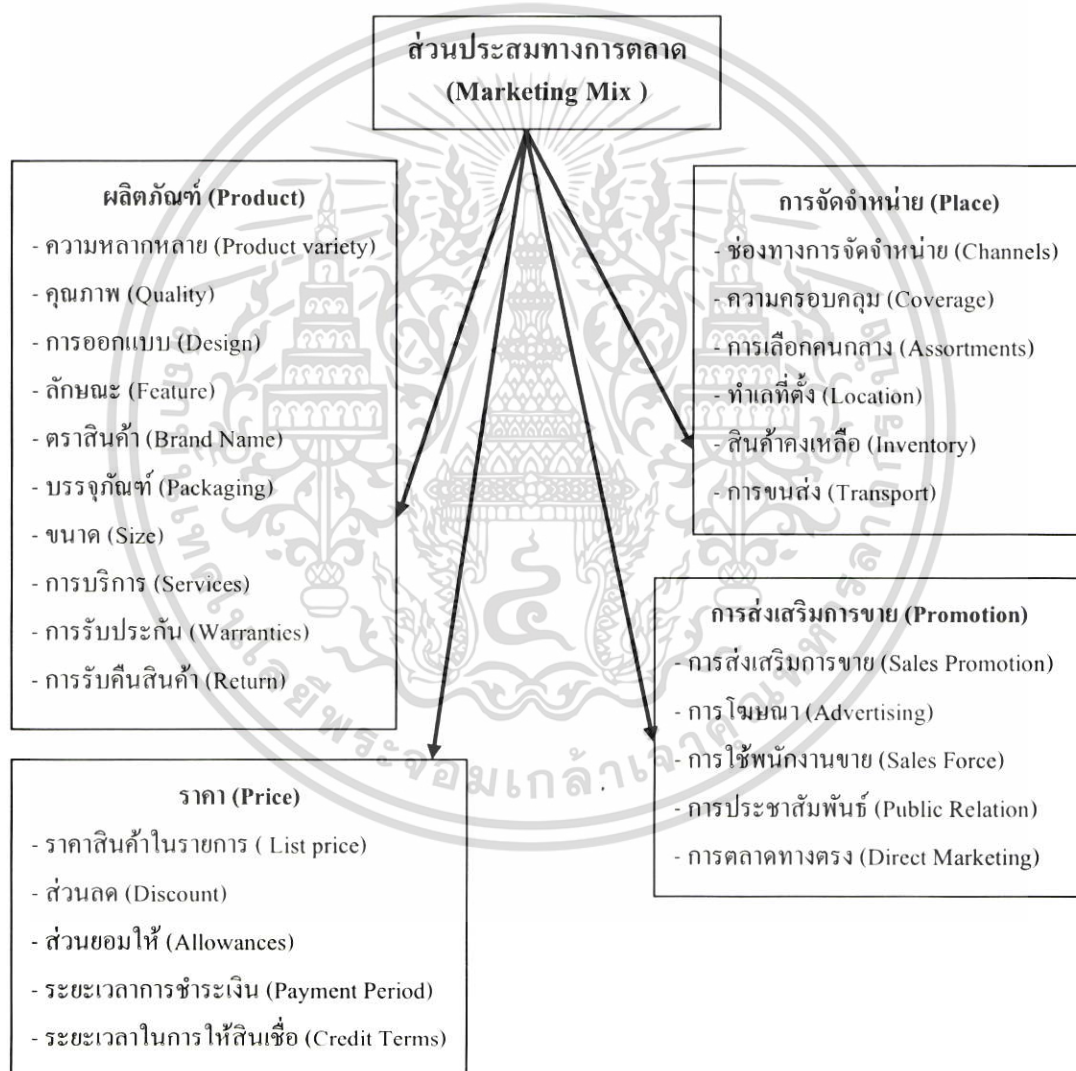 ส่วนประสมทางการตลาด
(Marketing Mix )
ผลิตภัณฑ์ (Product)
- ความหลากหลาย (Product variety)
- คุณภาพ (Quality)
- การออกแบบ (Design)
- ลักษณะ (Feature)
- ตราสินค้า (Brand Name)
- บรรจุภัณฑ์ (Packaging)
- ขนาด (Size)
- การบริการ (Services)
- การรับประกัน (Warranties)
- การรับคืนสินค้า (Return)
การจัดจำหน่าย (Place)
- ช่องทางการจัดจำหน่าย (Channels)
- ความครอบคลุม (Coverage)
- การเลือกคนกลาง (Assortments)
- ทำเลที่ตั้ง (Location)
- สินค้าคงเหลือ (Inventory)
- การขนส่ง (Transport)
ราคา (Price)
- ราคาสินค้าในรายการ ( List price)
- ส่วนลด (Discount)
- ส่วนยอมให้ (Allowances)
- ระยะเวลาการชำระเงิน (Payment Period)
- ระยะเวลาในการให้สินเชื่อ (Credit Terms)
การส่งเสริมการขาย (Promotion)
- การส่งเสริมการขาย (Sales Promotion)
- การโฆษณา (Advertising)
- การใช้พนักงานขาย (Sales Force)
- การประชาสัมพันธ์ (Public Relation)
- การตลาดทางตรง (Direct Marketing)
พระจอมเกล้าเจ้าคุณทหาร